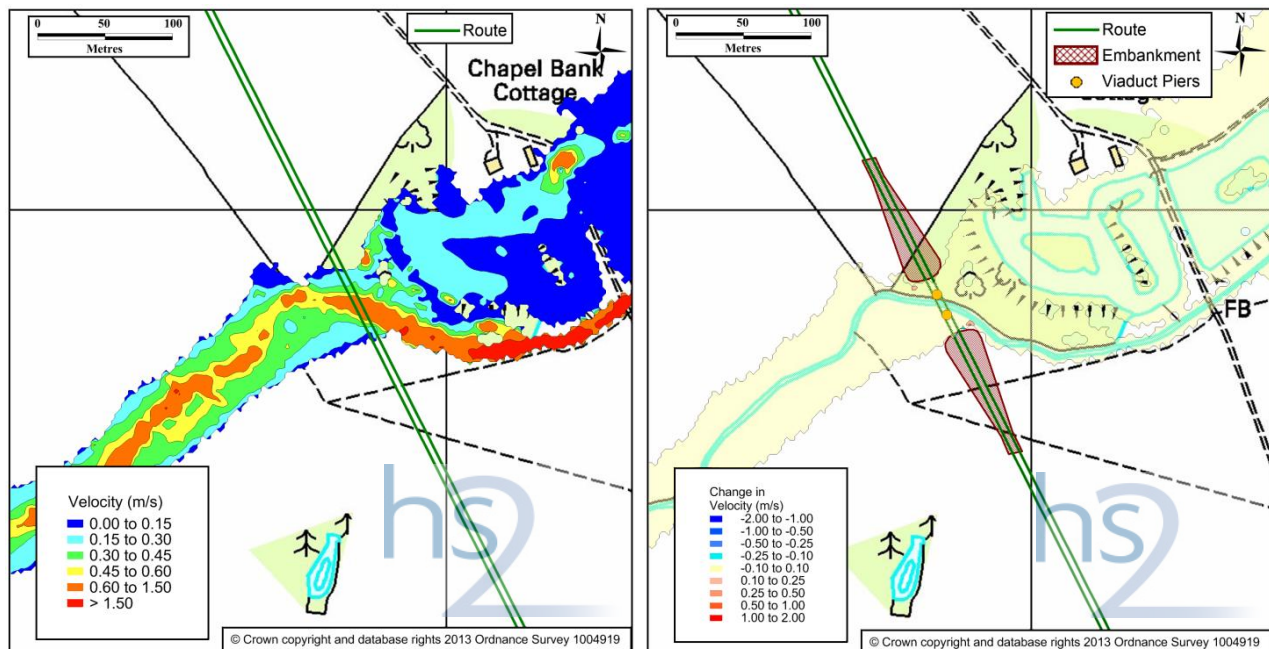 0 50 100
Metres
Route
N
Chapel Bank
Cottage
Velocity (m/s)
0.00 to 0.15
0.15 to 0.30
0.30 to 0.45
0.45 to 0.60
0.60 to 1.50
> 1.50
hs2
© Crown copyright and database rights 2013 Ordnance Survey 1004919
0 50 100
Metres
Route
Embankment
Viaduct Piers
N
FB
Change in
Velocity (m/s)
-2.00 to -1.00
-1.00 to -0.50
-0.50 to -0.25
-0.25 to -0.10
-0.10 to 0.10
0.10 to 0.25
0.25 to 0.50
0.50 to 1.00
1.00 to 2.00
hs2
© Crown copyright and database rights 2013 Ordnance Survey 1004919